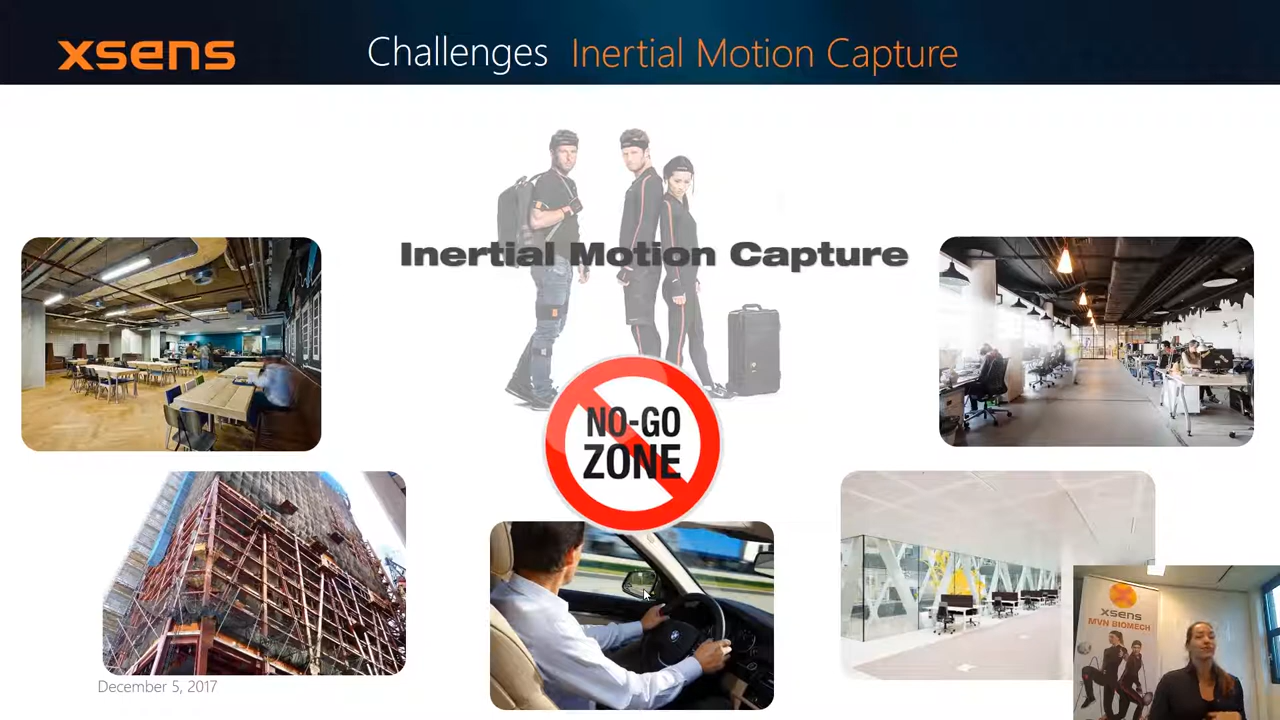 xsens
Challenges Inertial Motion Capture
Inertial Motion Capture
NO-GO
ZONE
December 5, 2017
xsens
MVN BIOMECH